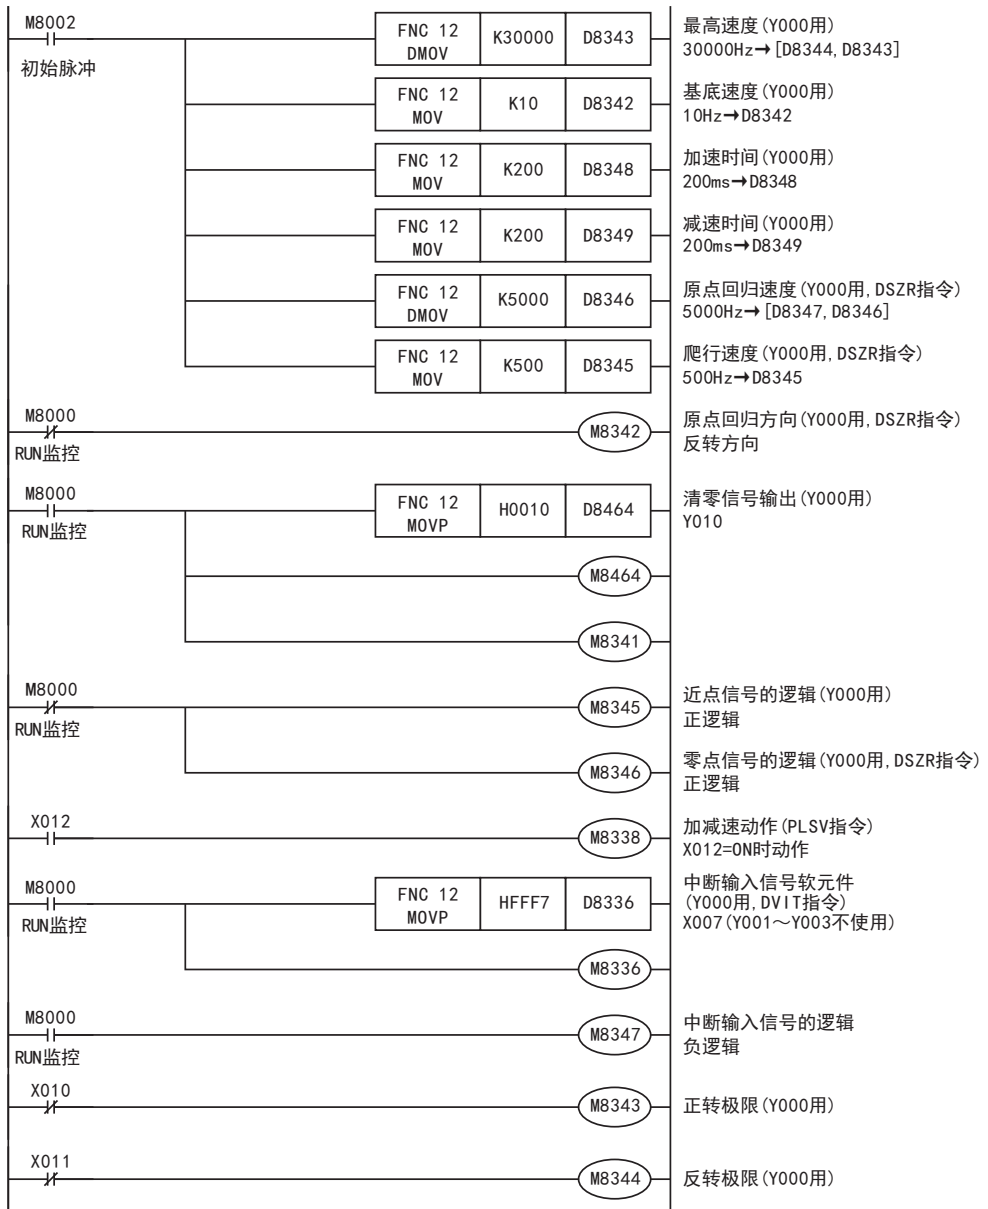 M8002
初始脉冲
FNC 12
DMOV
K30000
D8343
最高速度(Y000用)
30000Hz→[D8344,D8343]
FNC 12
MOV
K10
D8342
基底速度(Y000用)
10Hz→D8342
FNC 12
MOV
K200
D8348
加速时间(Y000用)
200ms→D8348
FNC 12
MOV
K200
D8349
减速时间(Y000用)
200ms→D8349
FNC 12
DMOV
K5000
D8346
原点回归速度(Y000用,DSZR指令)
5000Hz→[D8347,D8346]
FNC 12
MOV
K500
D8345
爬行速度(Y000用,DSZR指令)
500Hz→D8345
M8000
RUN监控
M8342
原点回归方向(Y000用,DSZR指令)
反转方向
M8000
RUN监控
FNC 12
MOVP
H0010
D8464
清零信号输出(Y000用)
Y010
M8464
M8341
M8000
RUN监控
M8345
近点信号的逻辑(Y000用)
正逻辑
M8346
零点信号的逻辑(Y000用,DSZR指令)
正逻辑
X012
M8338
加减速动作(PLSV指令)
X012=ON时动作
M8000
RUN监控
FNC 12
MOVP
HFFF7
D8336
中断输入信号软元件
(Y000用,DVIT指令)
X007(Y001～Y003不使用)
M8336
M8000
RUN监控
M8347
中断输入信号的逻辑
负逻辑
X010
M8343
正转极限(Y000用)
X011
M8344
反转极限(Y000用)